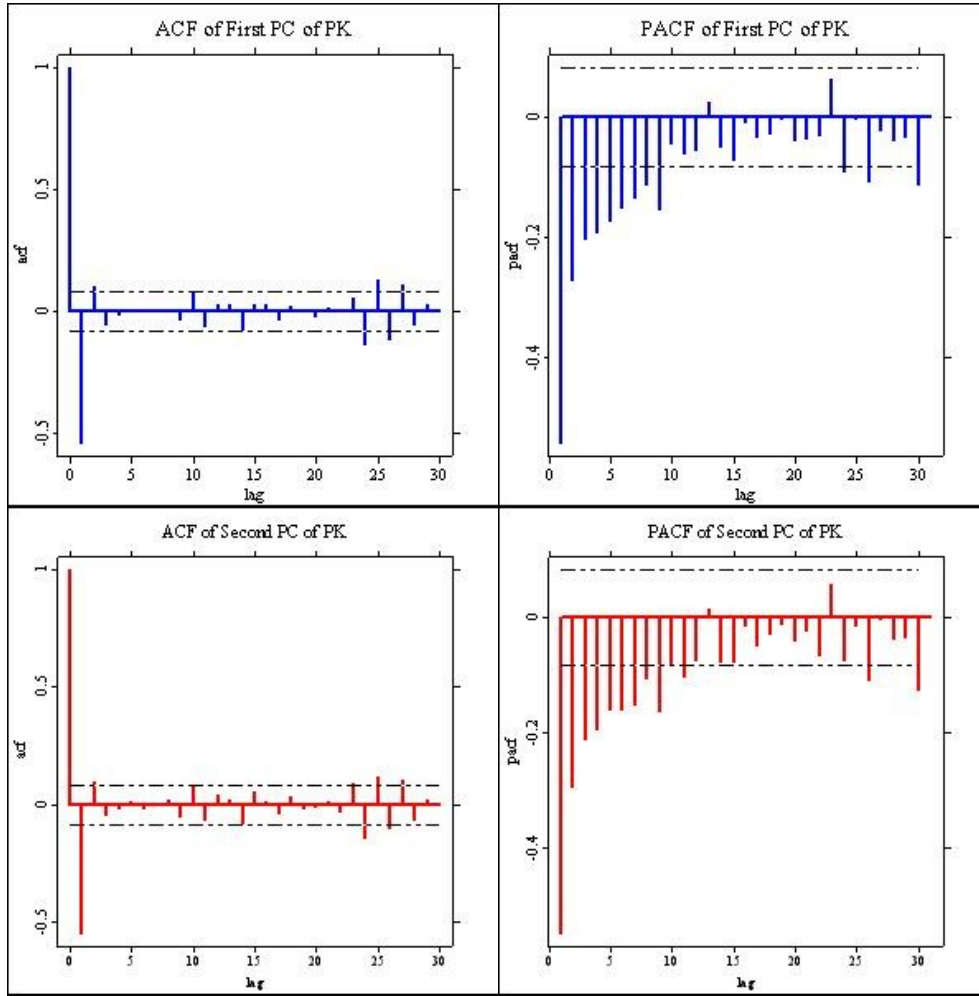 ACF of First PC of PK
1
0.5
0
-0.5
acf
0 5 10 15 20 25 30
lag
PACF of First PC of PK
0
-0.2
-0.4
pacf
0 5 10 15 20 25 30
lag
ACF of Second PC of PK
1
0.5
0
-0.5
acf
0 5 10 15 20 25 30
lag
PACF of Second PC of PK
0
-0.2
-0.4
pacf
0 5 10 15 20 25 30
lag